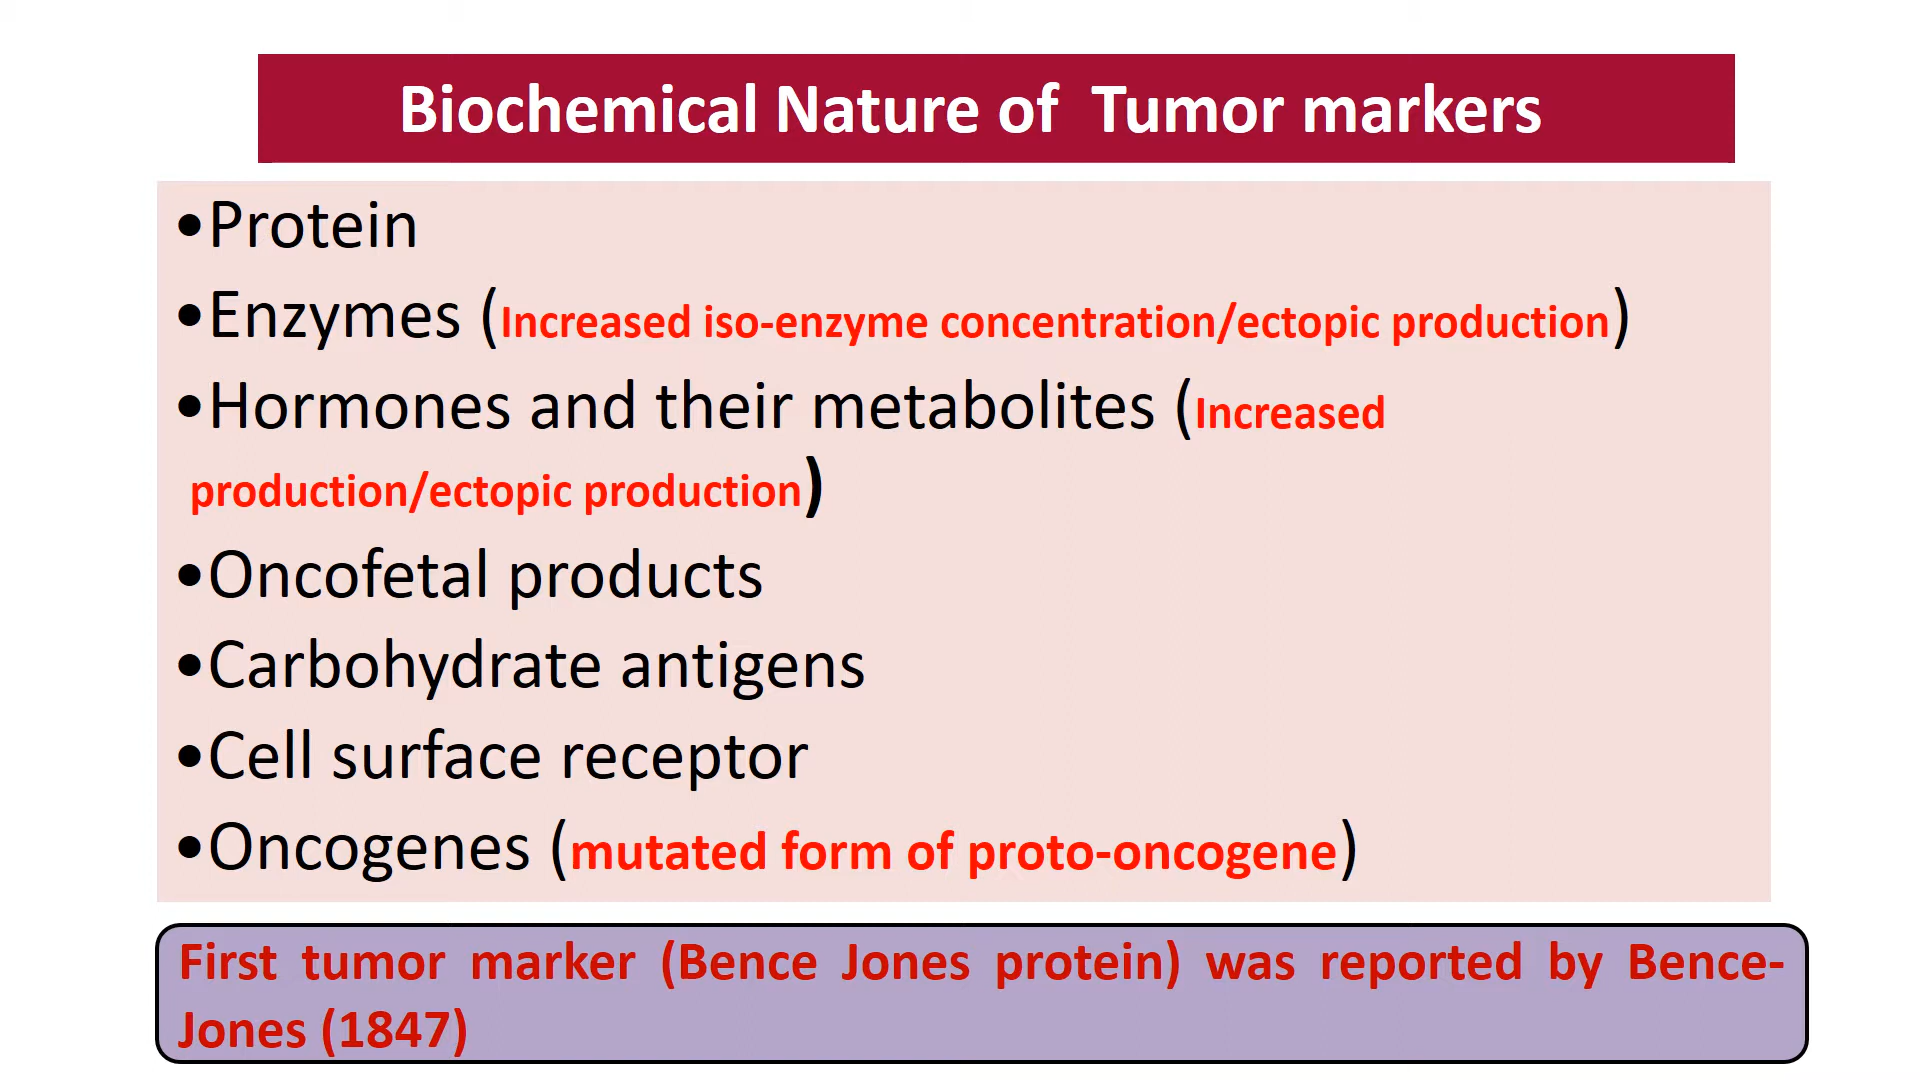 Biochemical Nature of Tumor markers
•Protein
•Enzymes (Increased iso-enzyme concentration/ectopic production)
•Hormones and their metabolites (Increased
production/ectopic production)
•Oncofetal products
•Carbohydrate antigens
•Cell surface receptor
•Oncogenes (mutated form of proto-oncogene)
First tumor marker (Bence Jones protein) was reported by Bence-
Jones (1847)